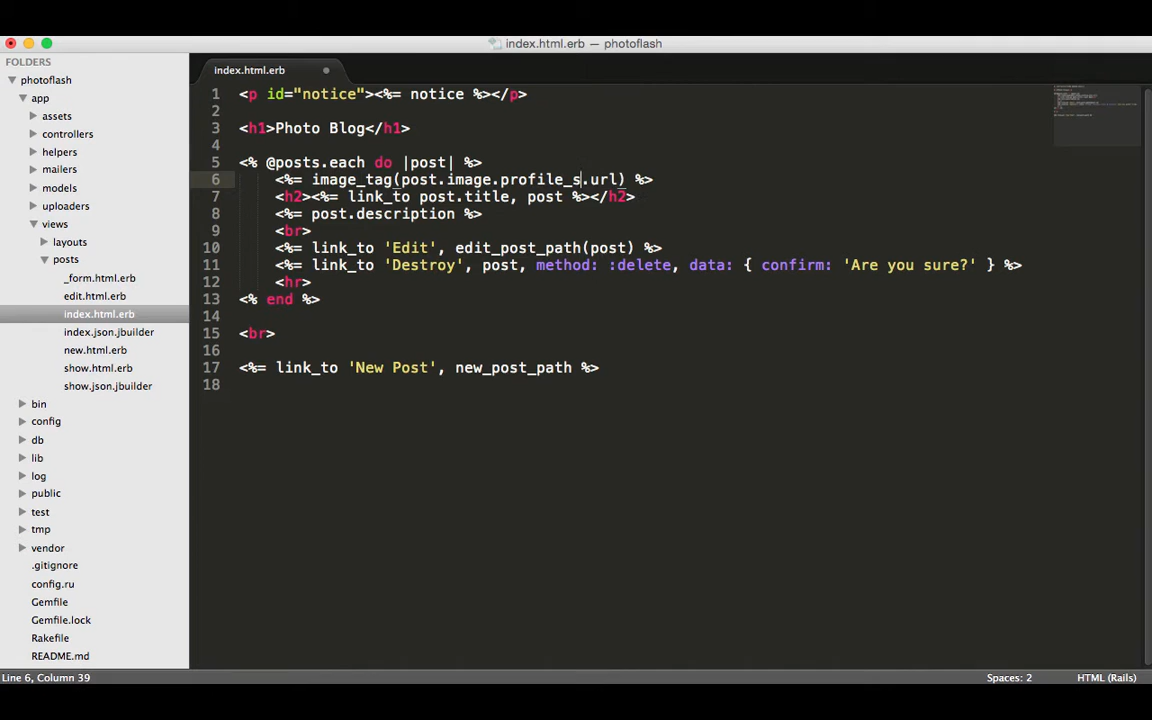 index.html.erb — photoflash
FOLDERS
photoflash
app
assets
controllers
helpers
mailers
models
uploaders
views
layouts
posts
_form.html.erb
edit.html.erb
index.html.erb
index.json.jbuilder
new.html.erb
show.html.erb
show.json.jbuilder
bin
config
db
lib
log
public
test
tmp
vendor
.gitignore
config.ru
Gemfile
Gemfile.lock
Rakefile
README.md
index.html.erb
1 <p id="notice"><%= notice %></p>
2
3 <h1>Photo Blog</h1>
4
5 <% @posts.each do |post| %>
6 <%= image_tag(post.image.profile_s.url) %>
7 <h2><%= link_to post.title, post %></h2>
8 <%= post.description %>
9 <br>
10 <%= link_to 'Edit', edit_post_path(post) %>
11 <%= link_to 'Destroy', post, method: :delete, data: { confirm: 'Are you sure?' } %>
12 <hr>
13 <% end %>
14
15 <br>
16
17 <%= link_to 'New Post', new_post_path %>
18
Line 6, Column 39
Spaces: 2
HTML (Rails)